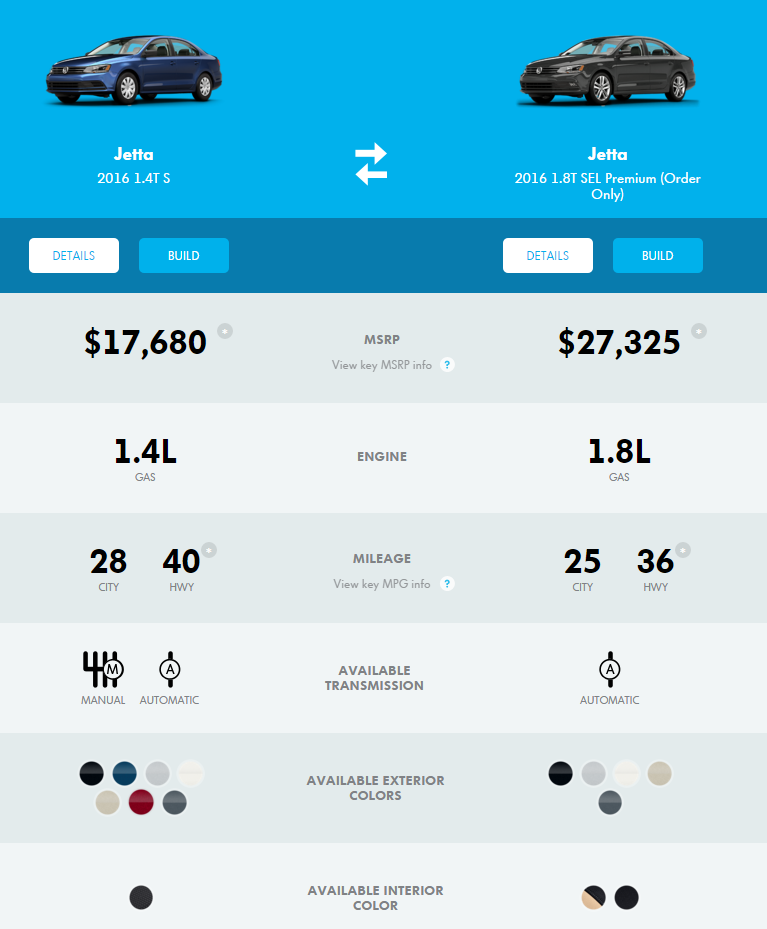 Jetta
2016 1.4T S
Jetta
2016 1.8T SEL Premium (Order
Only)
DETAILS
BUILD
DETAILS
BUILD
$17,680
MSRP
View key MSRP info ?
$27,325
1.4L
GAS
ENGINE
1.8L
GAS
28
CITY
40
HWY
MILEAGE
View key MPG info ?
25
CITY
36
HWY
M
MANUAL
A
AUTOMATIC
AVAILABLE
TRANSMISSION
A
AUTOMATIC
AVAILABLE EXTERIOR
COLORS
AVAILABLE INTERIOR
COLOR